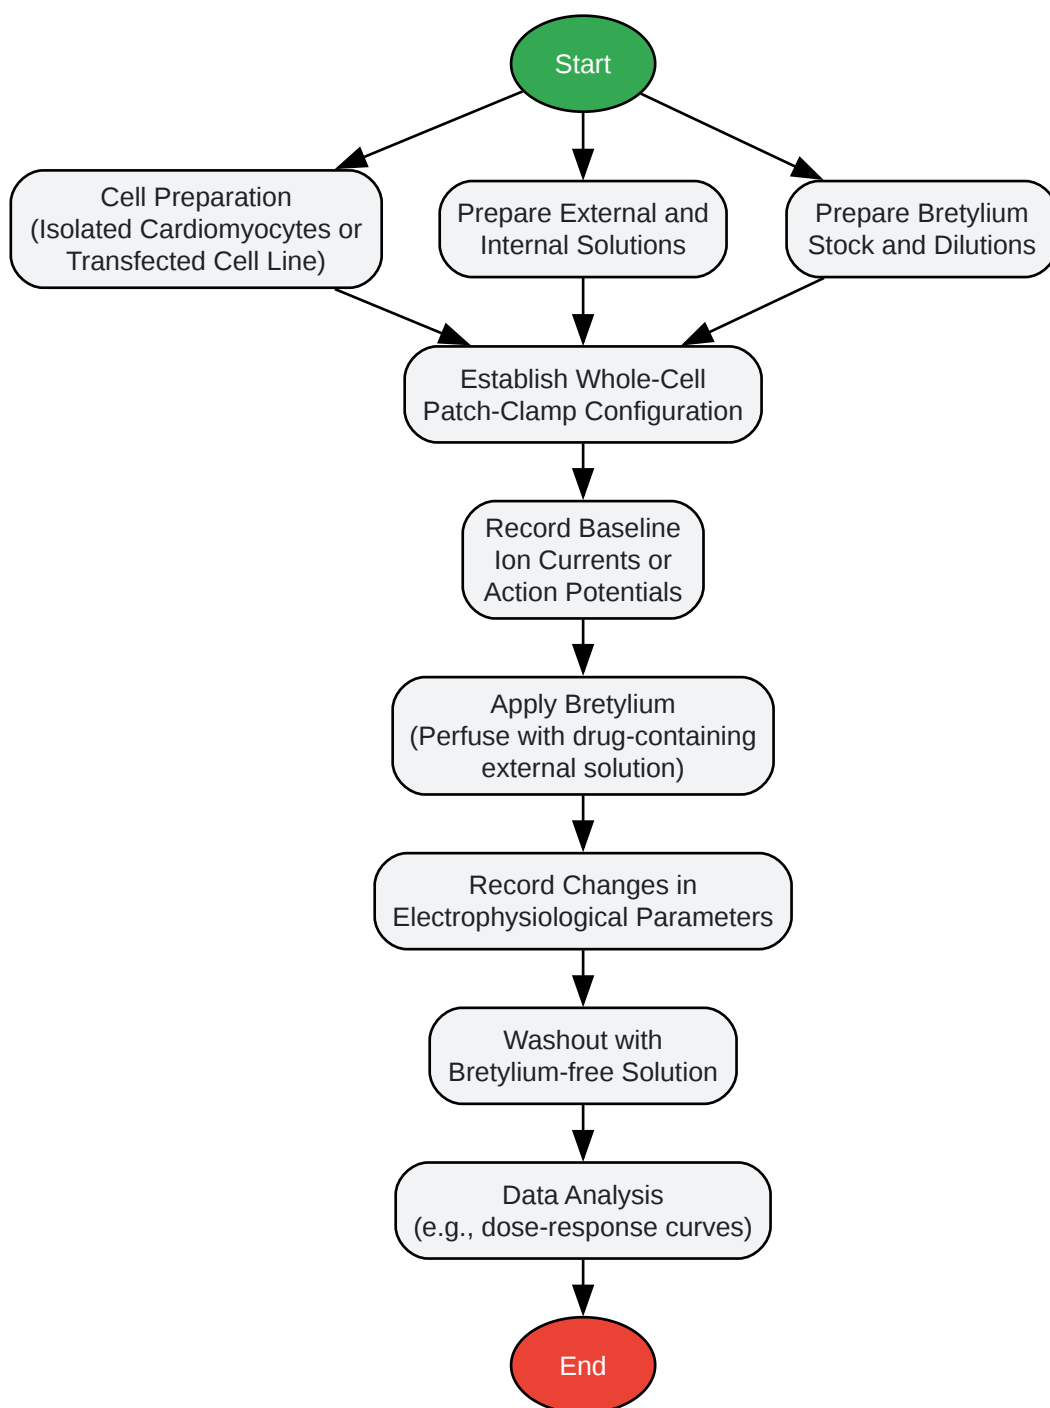 Start
Cell Preparation
(Isolated Cardiomyocytes or
Transfected Cell Line)
Prepare External and
Internal Solutions
Prepare Bretylium
Stock and Dilutions
Establish Whole-Cell
Patch-Clamp Configuration
Record Baseline
Ion Currents or
Action Potentials
Apply Bretylium
(Perfuse with drug-containing
external solution)
Record Changes in
Electrophysiological Parameters
Washout with
Bretylium-free Solution
Data Analysis
(e.g., dose-response curves)
End